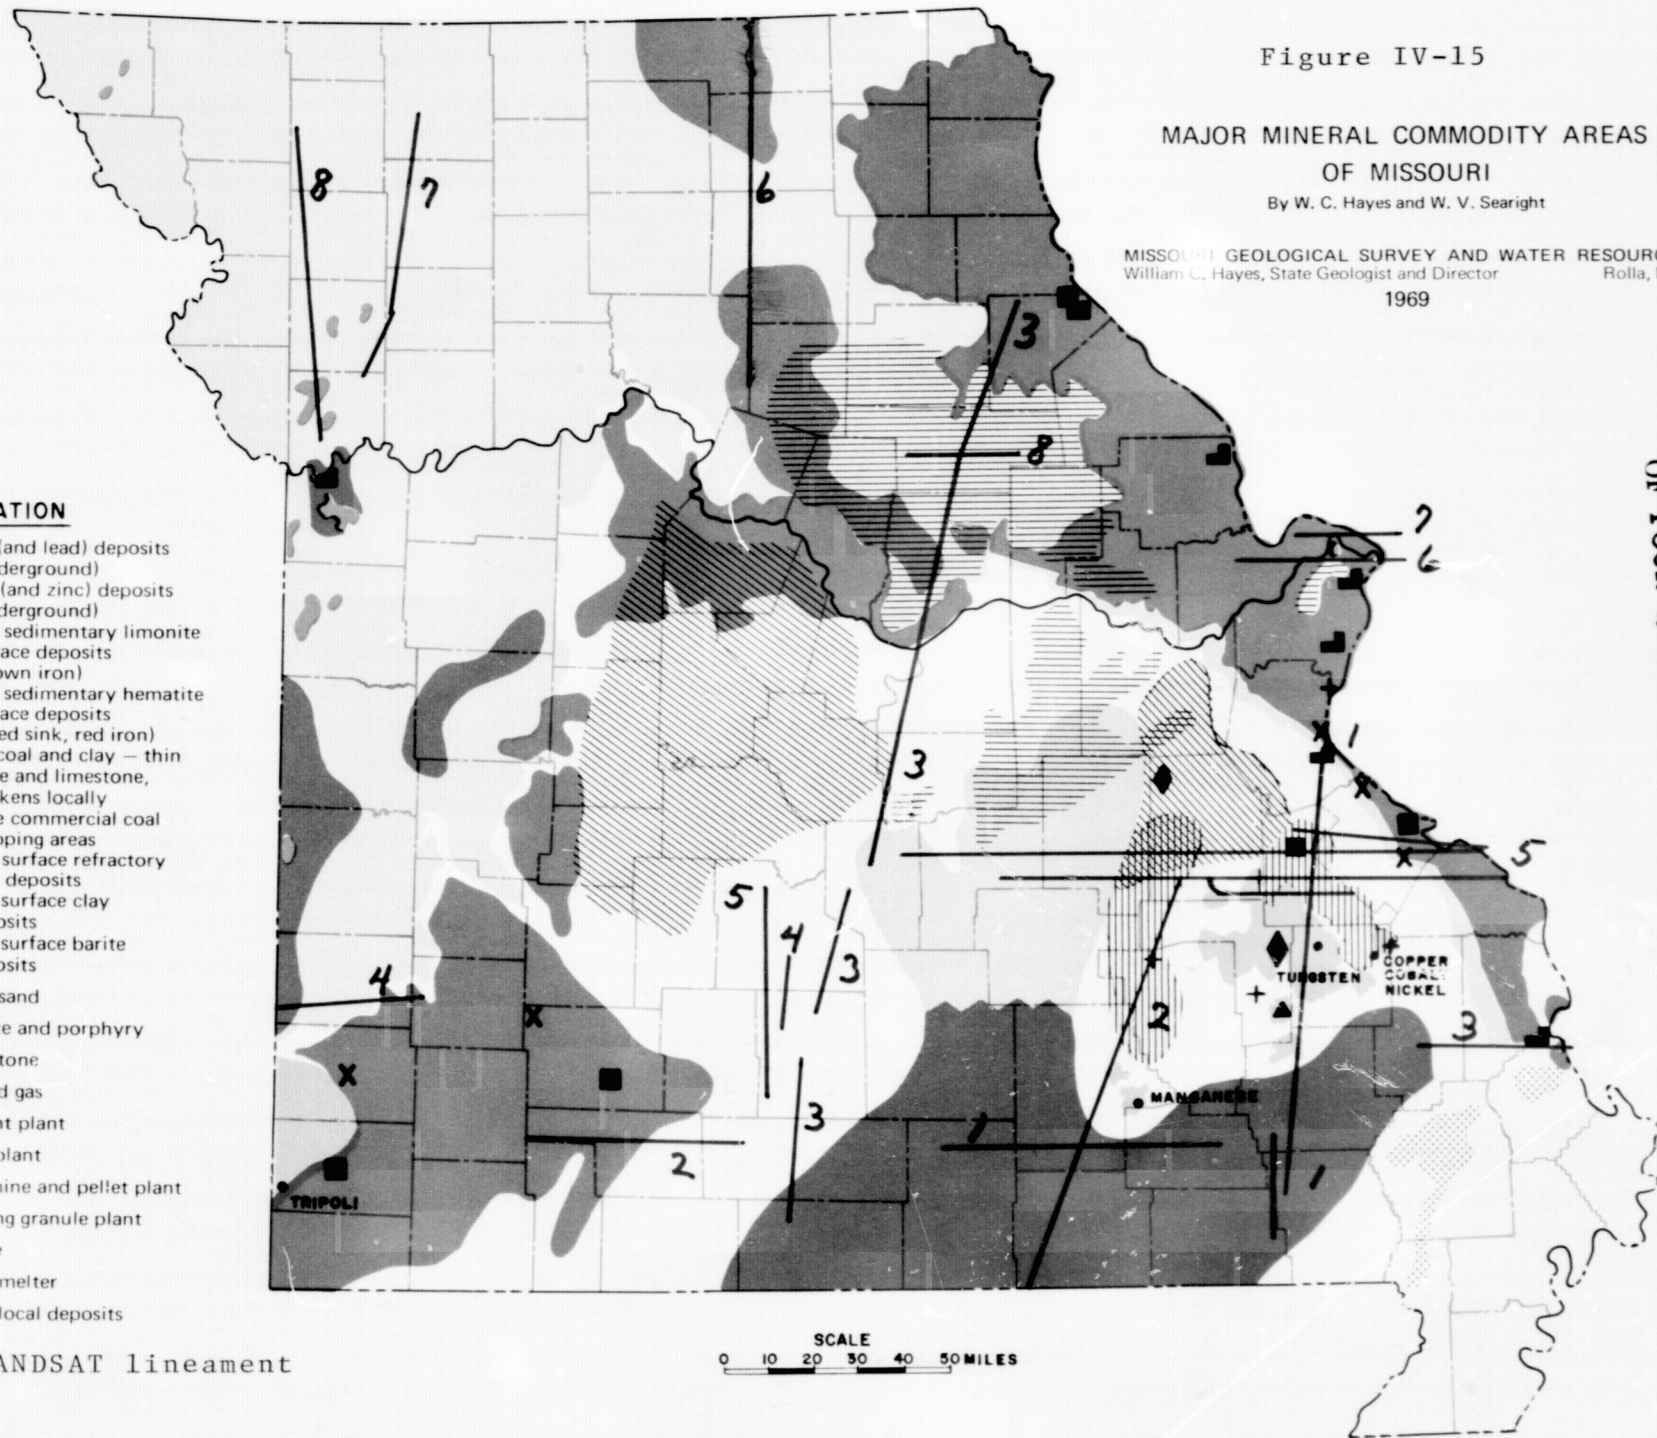 Figure IV-15
MAJOR MINERAL COMMODITY AREAS
OF MISSOURI
By W. C. Hayes and W. V. Searight
MISSOURI GEOLOGICAL SURVEY AND WATER RESOUR
William C. Hayes, State Geologist and Director Rolla,
1969
8
7
6
3
8
7
6
ATION
(and lead) deposits
derground)
(and zinc) deposits
derground)
sedimentary limonite
ace deposits
own iron)
sedimentary hematite
ace deposits
ed sink, red iron)
coal and clay – thin
e and limestone,
kens locally
e commercial coal
pping areas
surface refractory
deposits
surface clay
osits
surface barite
osits
sand
te and porphyry
tone
d gas
nt plant
plant
nine and pellet plant
ng granule plant
e
melter
local deposits
ANDSAT lineament
3
1
5
5
4
3
4
2
3
TUNGSTEN
COPPER
COBALT
NICKEL
MANGANESE
3
1
2
1
TRIPOLI
SCALE
0 10 20 30 40 50 MILES